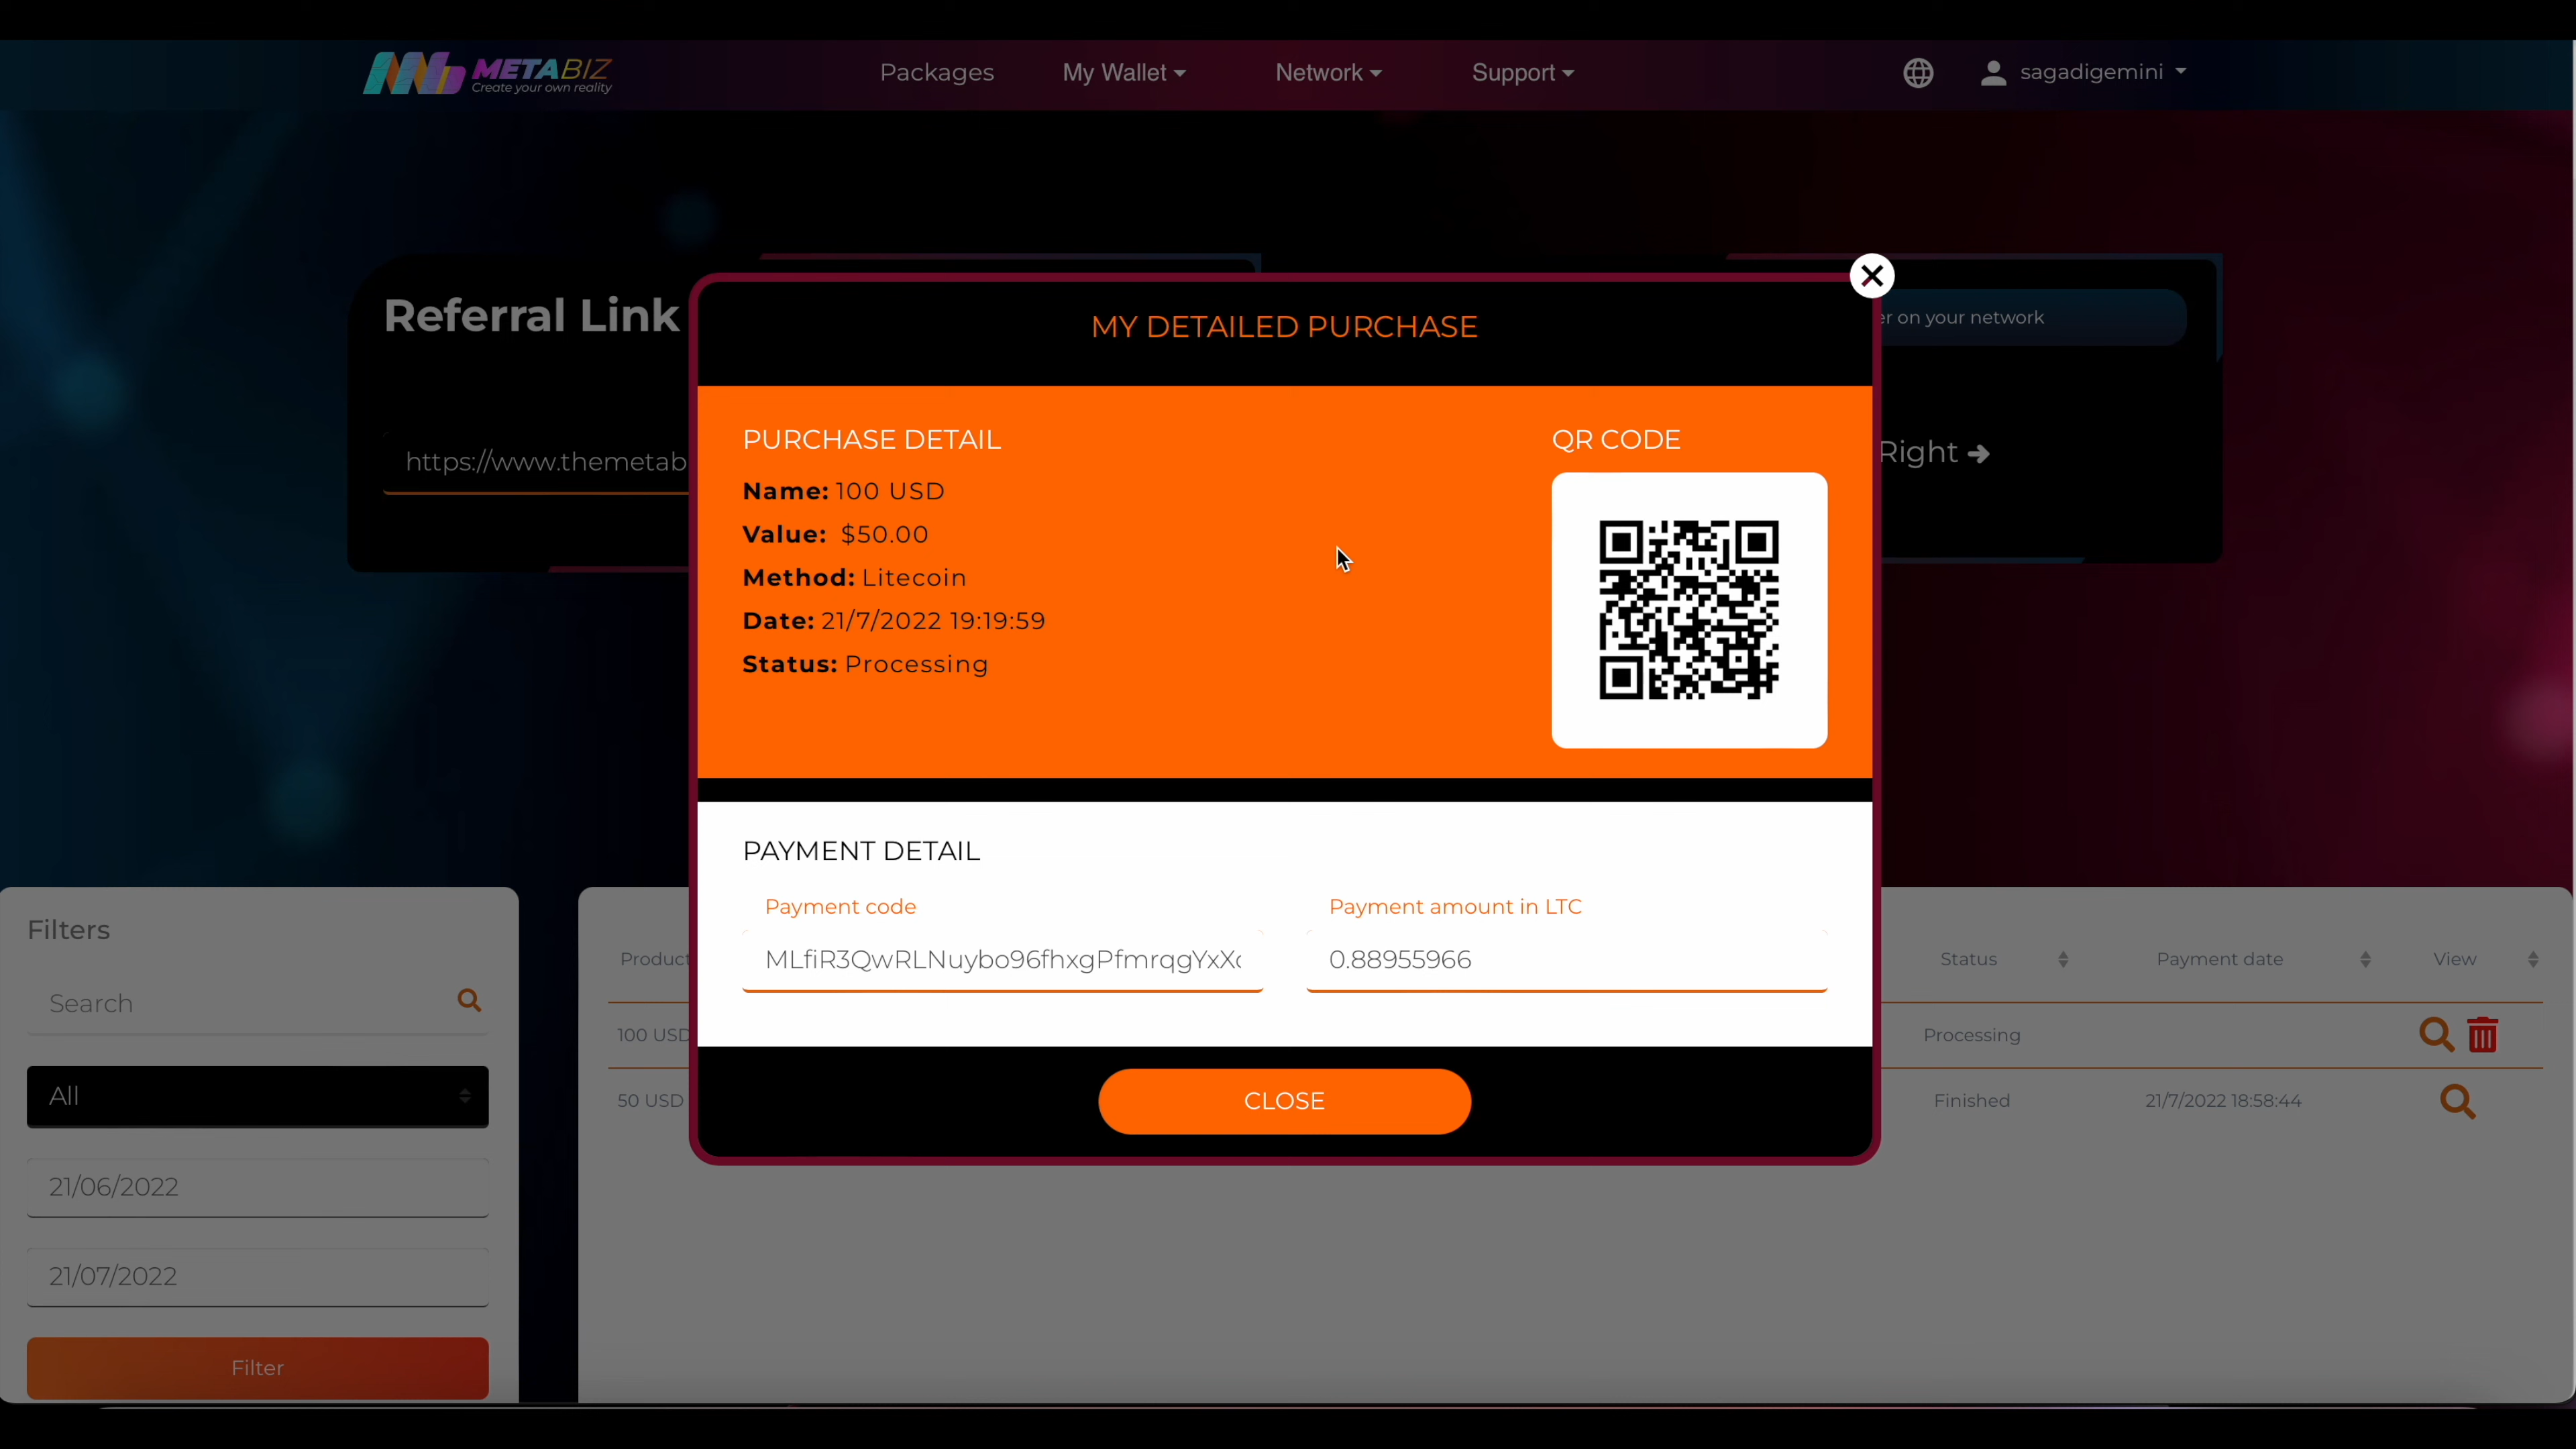 METABIZ
Create your own reality
Packages
My Wallet
Network
Support
sagadigemini
Referral Link
https://www.themetab
on your network
Right
MY DETAILED PURCHASE
PURCHASE DETAIL
Name: 100 USD
Value: $50.00
Method: Litecoin
Date: 21/7/2022 19:19:59
Status: Processing
QR CODE
PAYMENT DETAIL
Payment code
MLfiR3QwRLNuybo96fhxgPfmrqgYxX
Payment amount in LTC
0.88955966
CLOSE
Filters
Search
All
21/06/2022
21/07/2022
Filter
Product
Status
Payment date
View
100 USD
Processing
50 USD
Finished
21/7/2022 18:58:44